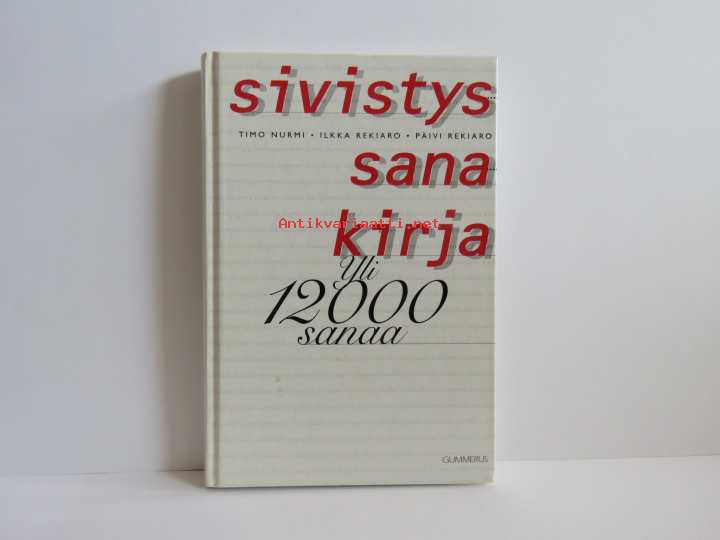 sivistys...
TIMO NURMI • ILKKA REKIARO • PÄIVI REKIARO
sana...
Antikvariaatti.net
kirja
Yli
12000
sanaa
GUMMERUS